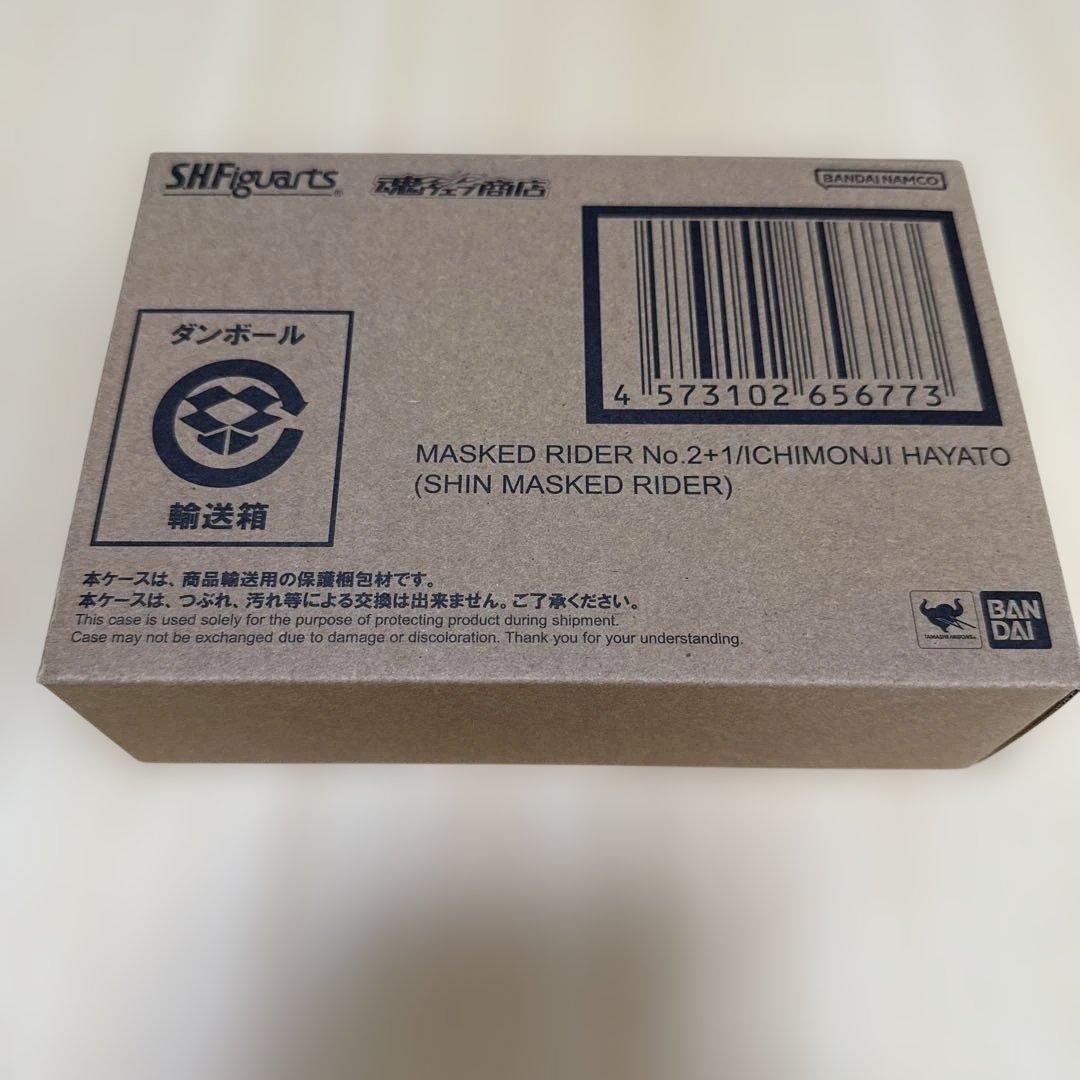 S.H.Figuarts
魂ウェブ商店
BANDAI NAMCO
4 573102 656773
ダンボール
輸送箱
MASKED RIDER No.2+1/ICHIMONJI HAYATO
(SHIN MASKED RIDER)
本ケースは、商品輸送用の保護梱包材です。
本ケースは、つぶれ、汚れ等による交換は出来ません。ご了承ください。
This case is used solely for the purpose of protecting product during shipment.
Case may not be exchanged due to damage or discoloration. Thank you for your understanding.
TAMASHII NATIONS
BAN
DAI